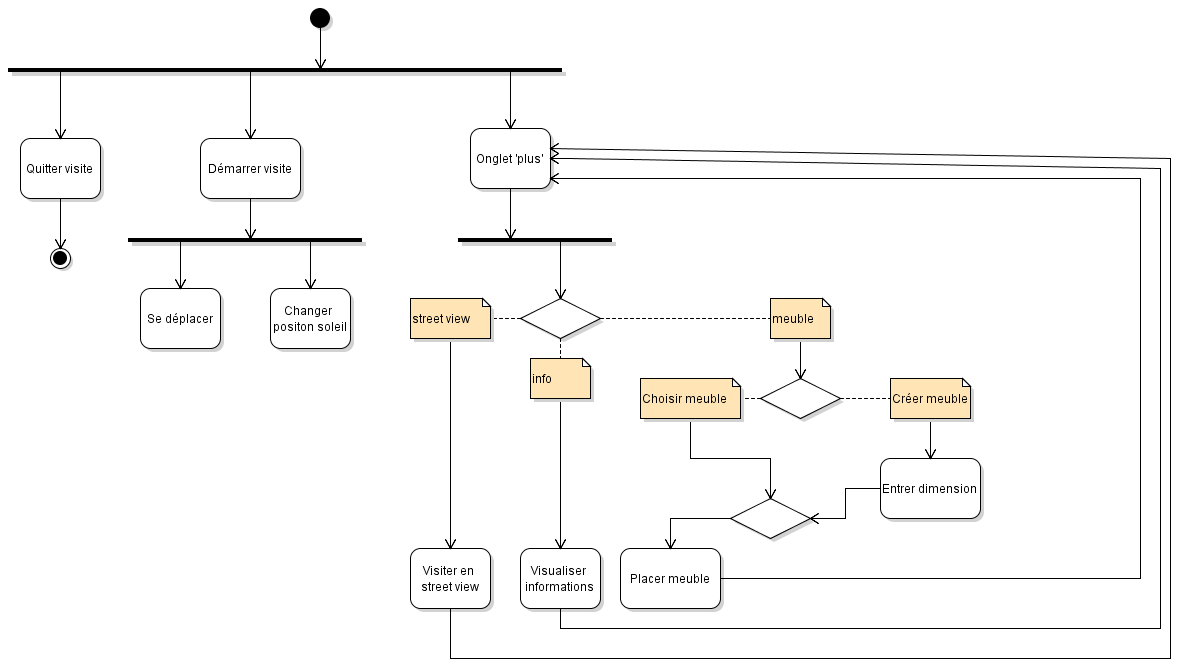 Quitter visite
Démarrer visite
Onglet 'plus'
Se déplacer
Changer
positon soleil
street view
meuble
info
Choisir meuble
Créer meuble
Entrer dimension
Visiter en
street view
Visualiser
informations
Placer meuble